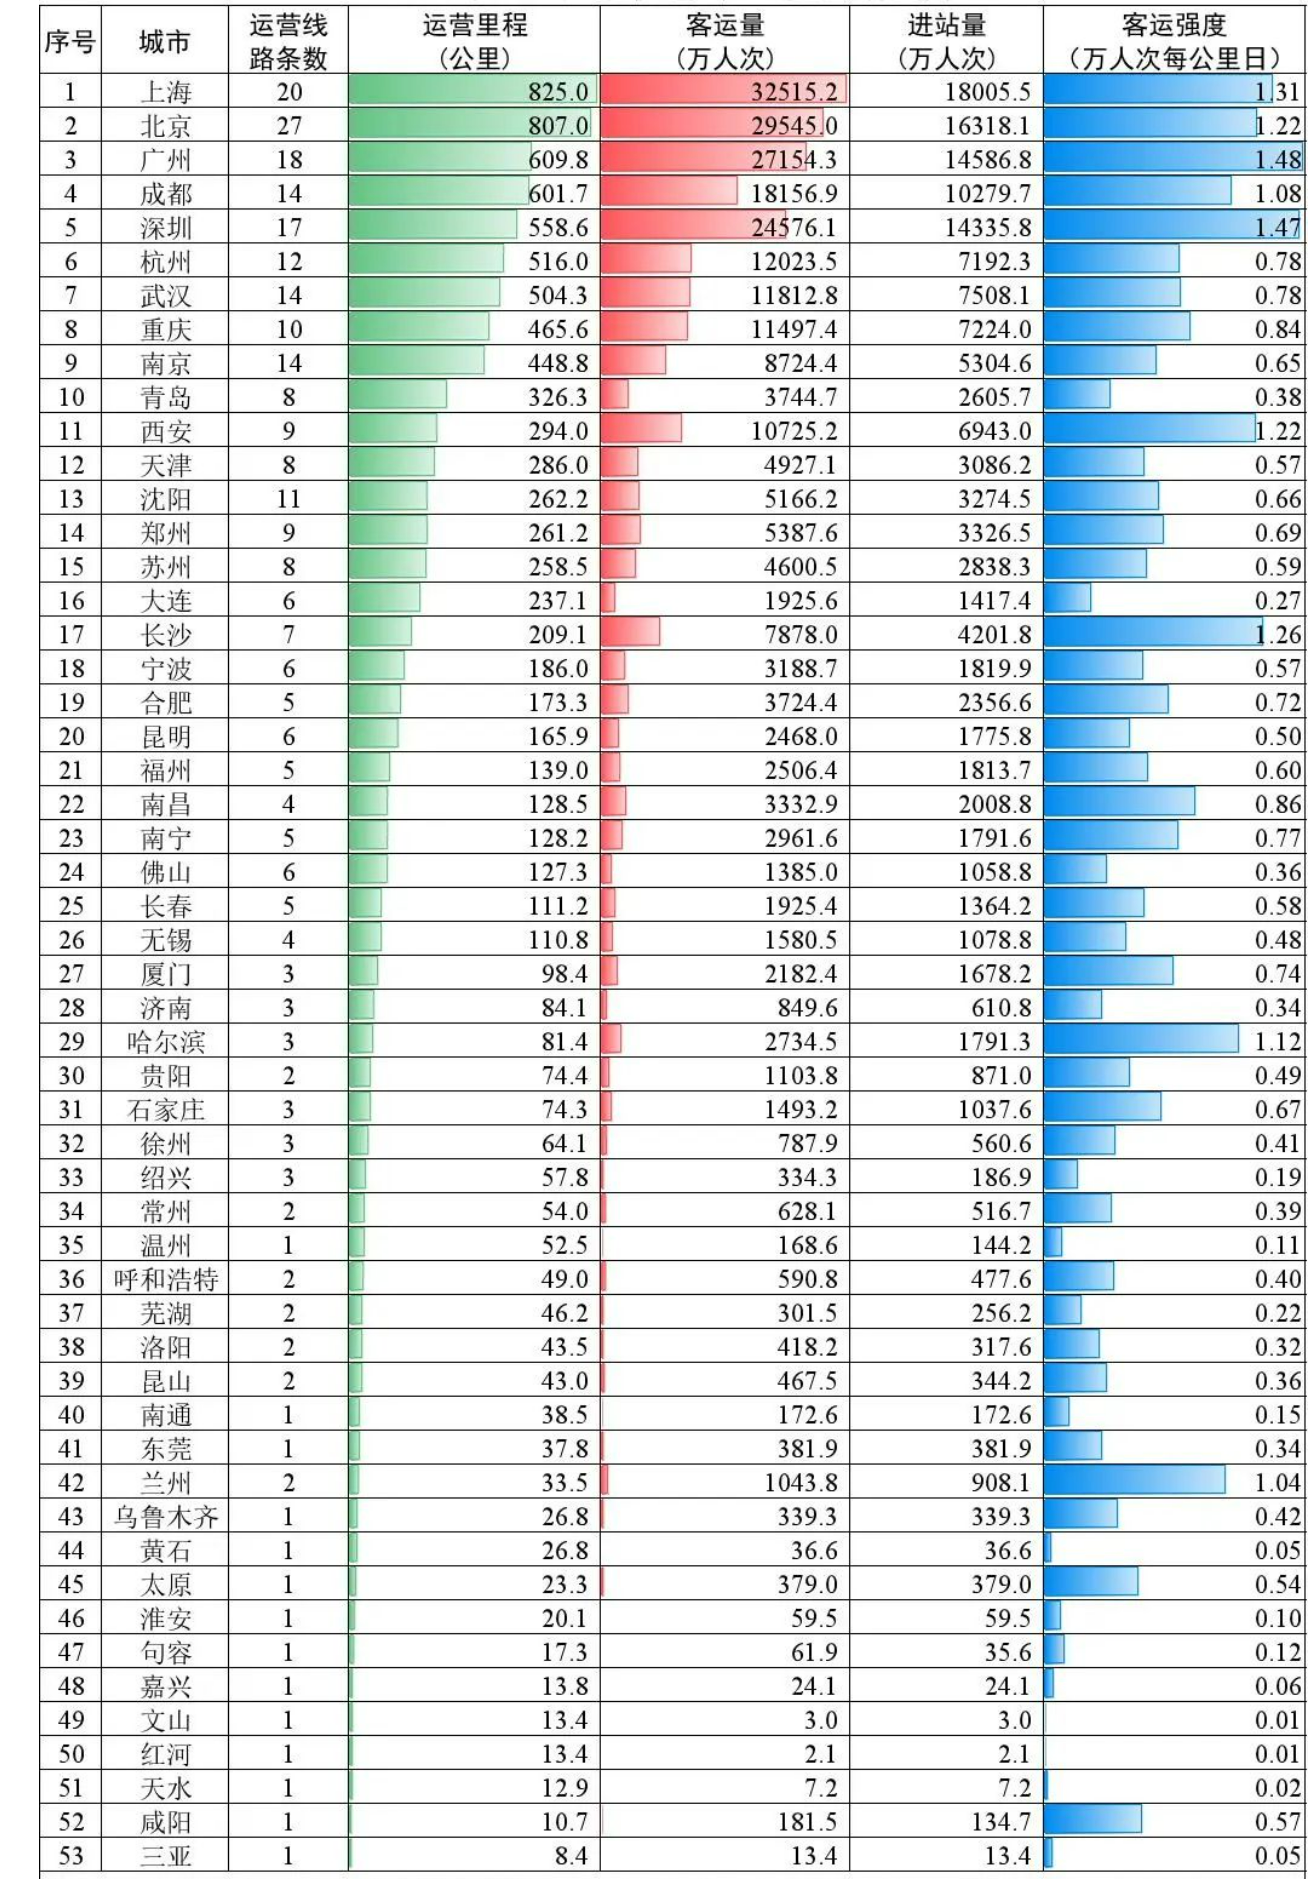 序号 城市 运营线路条数 运营里程(公里) 客运量(万人次) 进站量(万人次) 客运强度(万人次每公里日)
1 上海 20 825.0 32515.2 18005.5 1.31
2 北京 27 807.0 29545.0 16318.1 1.22
3 广州 18 609.8 27154.3 14586.8 1.48
4 成都 14 601.7 18156.9 10279.7 1.08
5 深圳 17 558.6 24576.1 14335.8 1.47
6 杭州 12 516.0 12023.5 7192.3 0.78
7 武汉 14 504.3 11812.8 7508.1 0.78
8 重庆 10 465.6 11497.4 7224.0 0.84
9 南京 14 448.8 8724.4 5304.6 0.65
10 青岛 8 326.3 3744.7 2605.7 0.38
11 西安 9 294.0 10725.2 6943.0 1.22
12 天津 8 286.0 4927.1 3086.2 0.57
13 沈阳 11 262.2 5166.2 3274.5 0.66
14 郑州 9 261.2 5387.6 3326.5 0.69
15 苏州 8 258.5 4600.5 2838.3 0.59
16 大连 6 237.1 1925.6 1417.4 0.27
17 长沙 7 209.1 7878.0 4201.8 1.26
18 宁波 6 186.0 3188.7 1819.9 0.57
19 合肥 5 173.3 3724.4 2356.6 0.72
20 昆明 6 165.9 2468.0 1775.8 0.50
21 福州 5 139.0 2506.4 1813.7 0.60
22 南昌 4 128.5 3332.9 2008.8 0.86
23 南宁 5 128.2 2961.6 1791.6 0.77
24 佛山 6 127.3 1385.0 1058.8 0.36
25 长春 5 111.2 1925.4 1364.2 0.58
26 无锡 4 110.8 1580.5 1078.8 0.48
27 厦门 3 98.4 2182.4 1678.2 0.74
28 济南 3 84.1 849.6 610.8 0.34
29 哈尔滨 3 81.4 2734.5 1791.3 1.12
30 贵阳 2 74.4 1103.8 871.0 0.49
31 石家庄 3 74.3 1493.2 1037.6 0.67
32 徐州 3 64.1 787.9 560.6 0.41
33 绍兴 3 57.8 334.3 186.9 0.19
34 常州 2 54.0 628.1 516.7 0.39
35 温州 1 52.5 168.6 144.2 0.11
36 呼和浩特 2 49.0 590.8 477.6 0.40
37 芜湖 2 46.2 301.5 256.2 0.22
38 洛阳 2 43.5 418.2 317.6 0.32
39 昆山 2 43.0 467.5 344.2 0.36
40 南通 1 38.5 172.6 172.6 0.15
41 东莞 1 37.8 381.9 381.9 0.34
42 兰州 2 33.5 1043.8 908.1 1.04
43 乌鲁木齐 1 26.8 339.3 339.3 0.42
44 黄石 1 26.8 36.6 36.6 0.05
45 太原 1 23.3 379.0 379.0 0.54
46 淮安 1 20.1 59.5 59.5 0.10
47 句容 1 17.3 61.9 35.6 0.12
48 嘉兴 1 13.8 24.1 24.1 0.06
49 文山 1 13.4 3.0 3.0 0.01
50 红河 1 13.4 2.1 2.1 0.01
51 天水 1 12.9 7.2 7.2 0.02
52 咸阳 1 10.7 181.5 134.7 0.57
53 三亚 1 8.4 13.4 13.4 0.05